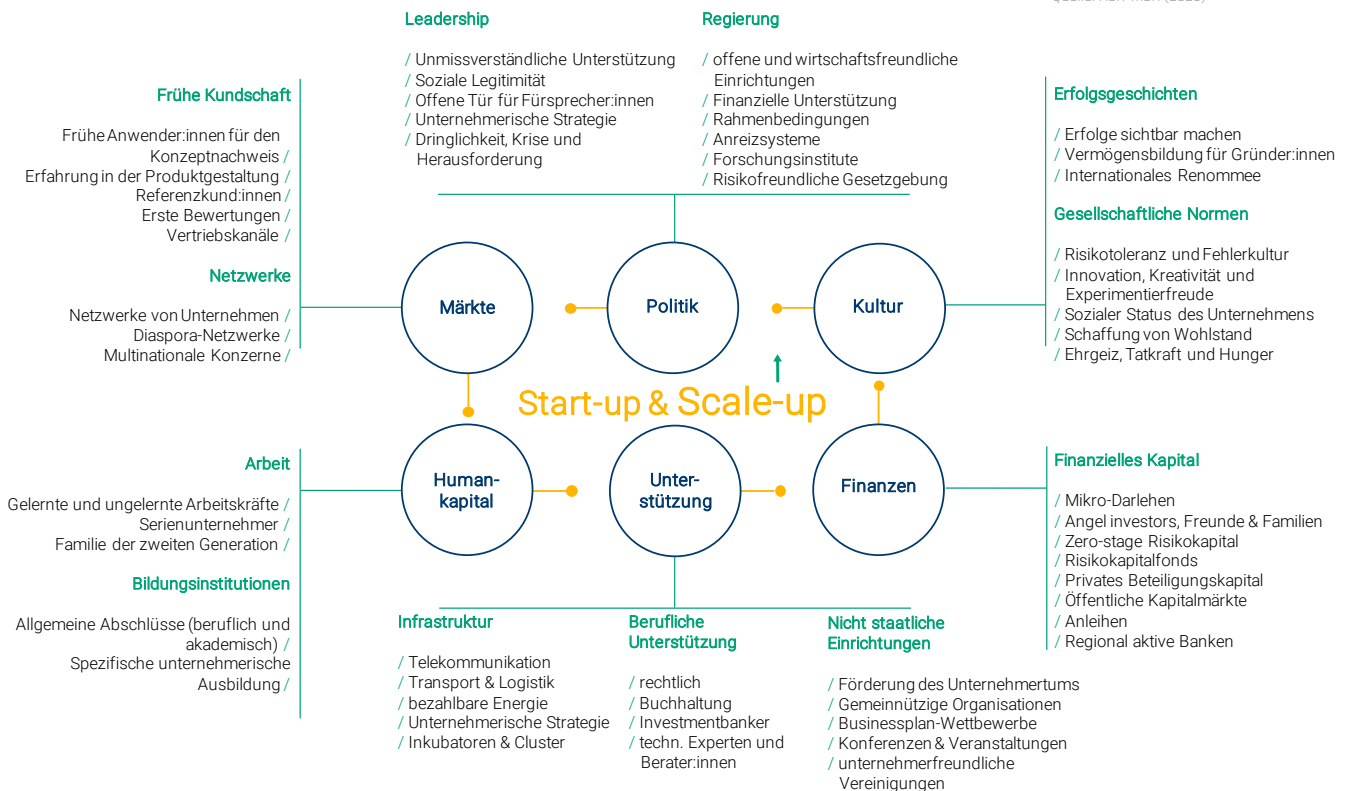 Leadership
/ Unmissverständliche Unterstützung
/ Soziale Legitimität
/ Offene Tür für Fürsprecher:innen
/ Unternehmerische Strategie
/ Dringlichkeit, Krise und
Herausforderung
Regierung
/ offene und wirtschaftsfreundliche
Einrichtungen
/ Finanzielle Unterstützung
/ Rahmenbedingungen
/ Anreizsysteme
/ Forschungsinstitute
/ Risikofreundliche Gesetzgebung
Frühe Kundschaft
Frühe Anwender:innen für den
Konzeptnachweis /
Erfahrung in der Produktgestaltung /
Referenzkund:innen /
Erste Bewertungen /
Vertriebskanäle /
Netzwerke
Netzwerke von Unternehmen /
Diaspora-Netzwerke /
Multinationale Konzerne /
Erfolgsgeschichten
/ Erfolge sichtbar machen
/ Vermögensbildung für Gründer:innen
/ Internationales Renommee
Gesellschaftliche Normen
/ Risikotoleranz und Fehlerkultur
/ Innovation, Kreativität und
Experimentierfreude
/ Sozialer Status des Unternehmens
/ Schaffung von Wohlstand
/ Ehrgeiz, Tatkraft und Hunger
Märkte
Politik
Kultur
Start-up & Scale-up
Human-
kapital
Unter-
stützung
Finanzen
Arbeit
Gelernte und ungelernte Arbeitskräfte /
Serienunternehmer /
Familie der zweiten Generation /
Bildungsinstitutionen
Allgemeine Abschlüsse (beruflich und
akademisch) /
Spezifische unternehmerische
Ausbildung /
Finanzielles Kapital
/ Mikro-Darlehen
/ Angel investors, Freunde & Familien
/ Zero-stage Risikokapital
/ Risikokapitalfonds
/ Privates Beteiligungskapital
/ Öffentliche Kapitalmärkte
/ Anleihen
/ Regional aktive Banken
Infrastruktur
/ Telekommunikation
/ Transport & Logistik
/ bezahlbare Energie
/ Unternehmerische Strategie
/ Inkubatoren & Cluster
Berufliche
Unterstützung
/ rechtlich
/ Buchhaltung
/ Investmentbanker
/ techn. Experten und
Berater:innen
Nicht staatliche
Einrichtungen
/ Förderung des Unternehmertums
/ Gemeinnützige Organisationen
/ Businessplan-Wettbewerbe
/ Konferenzen & Veranstaltungen
/ unternehmerfreundliche
Vereinigungen